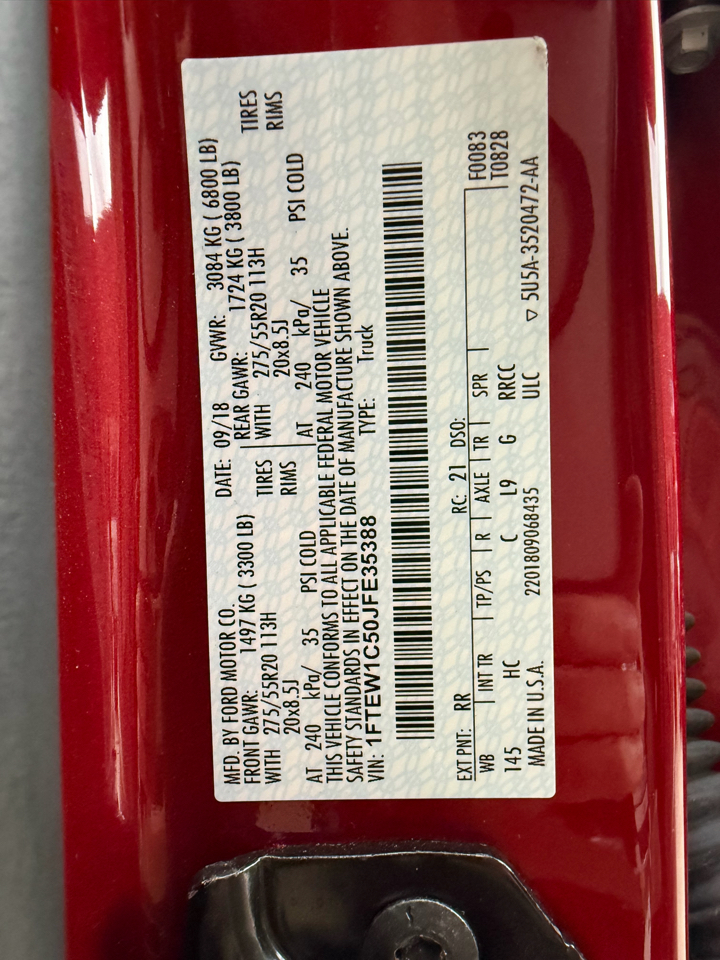 MFD. BY FORD MOTOR CO. DATE: 09/18 GVWR: 3084 KG ( 6800 LB)
FRONT GAWR: 1497 KG ( 3300 LB) REAR GAWR: 1724 KG ( 3800 LB)
WITH 275/55R20 113H TIRES WITH 275/55R20 113H TIRES
20x8.5J RIMS 20x8.5J RIMS
AT 240 kPa/ 35 PSI COLD AT 240 kPa/ 35 PSI COLD
THIS VEHICLE CONFORMS TO ALL APPLICABLE FEDERAL MOTOR VEHICLE
SAFETY STANDARDS IN EFFECT ON THE DATE OF MANUFACTURE SHOWN ABOVE.
VIN: 1FTEW1C50JFE35388 TYPE: Truck
EXT PNT: RR RC: 21 DSO: F0083
WB INT TR TP/PS R AXLE TR SPR T0828
145 HC C L9 G RRCC
MADE IN U.S.A. 2201809068435 ULC ▽ 5U5A-3520472-AA